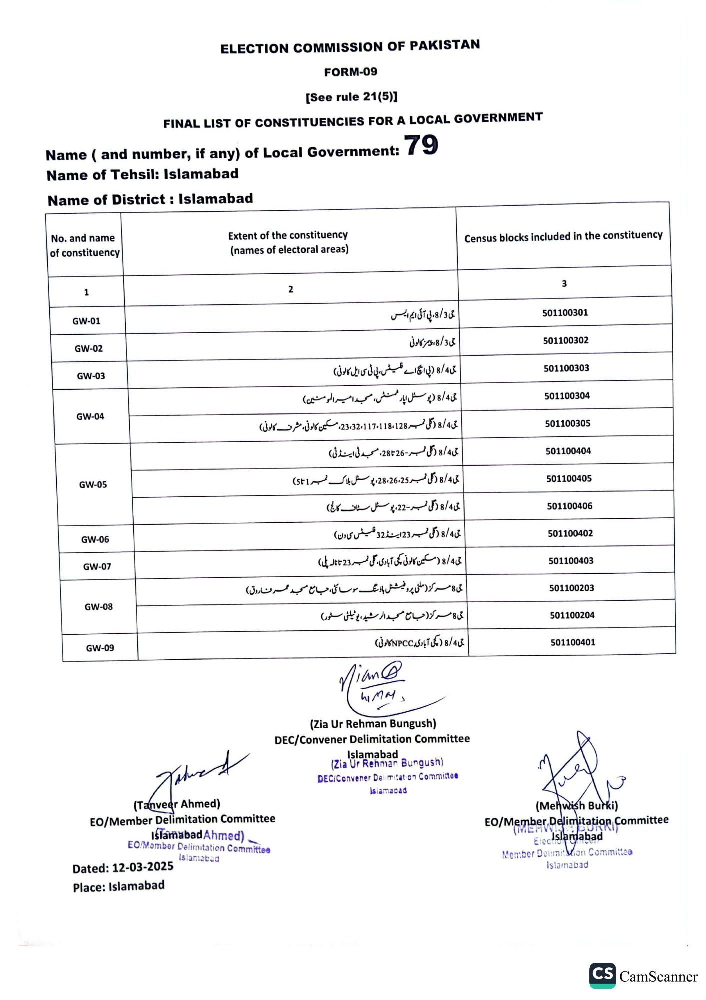 ELECTION COMMISSION OF PAKISTAN
FORM-09
[See rule 21(5)]
FINAL LIST OF CONSTITUENCIES FOR A LOCAL GOVERNMENT
Name ( and number, if any) of Local Government: 79
Name of Tehsil: Islamabad
Name of District : Islamabad
No. and name of constituency | Extent of the constituency (names of electoral areas) | Census blocks included in the constituency
1 | 2 | 3
GW-01 | جی 8/3، پی آئی ایم ایس | 501100301
GW-02 | جی 8/3، پمز کالونی | 501100302
GW-03 | جی 8/4 (پی ایچ اے فلیٹس، پی ٹی سی ایل کالونی) | 501100303
GW-04 | جی 8/4 (پوسٹل اپارٹمنٹس، مسجد امیر المومنین) | 501100304
جی 8/4 (گلی نمبر 128، 118، 117، 32، 23، مسکین کالونی، مشرف کالونی) | 501100305
GW-05 | جی 8/4 (گلی نمبر-26 تا 28، مسجد ٹی اینڈ ٹی) | 501100404
جی 8/4 (گلی نمبر 25، 26، 28، پوسٹل بلاک نمبر 1 تا 5) | 501100405
جی 8/4 (گلی نمبر-22، پوسٹل سٹاف کالج) | 501100406
GW-06 | جی 8/4 (گلی نمبر 23 اینڈ 32 فلیٹس سی ون) | 501100402
GW-07 | جی 8/4 (مسکین کالونی کچی آبادی، گلی نمبر 23 تا نالہ پلی) | 501100403
GW-08 | جی 8 مرکز (ملٹی پروفیشنل ہاؤسنگ سوسائٹی، جامع مسجد عمر فاروق) | 501100203
جی 8 مرکز (جامع مسجد الرشید، یوٹیلٹی سٹور) | 501100204
GW-09 | جی 8/4 (کچی آبادی, NPCC کالونی) | 501100401
(Zia Ur Rehman Bungush)
DEC/Convener Delimitation Committee
Islamabad
(Zia Ur Rehman Bungush)
DEC/Convener Delimitation Committee
Islamabad
(Tanveer Ahmed)
EO/Member Delimitation Committee
Islamabad
(Tanveer Ahmed)
EO/Member Delimitation Committee
Islamabad
(Mehwish Burki)
EO/Member Delimitation Committee
Islamabad
(MEHWISH BURKI)
Election Officer
Member Delimitation Committee
Islamabad
Dated: 12-03-2025
Place: Islamabad
CS CamScanner